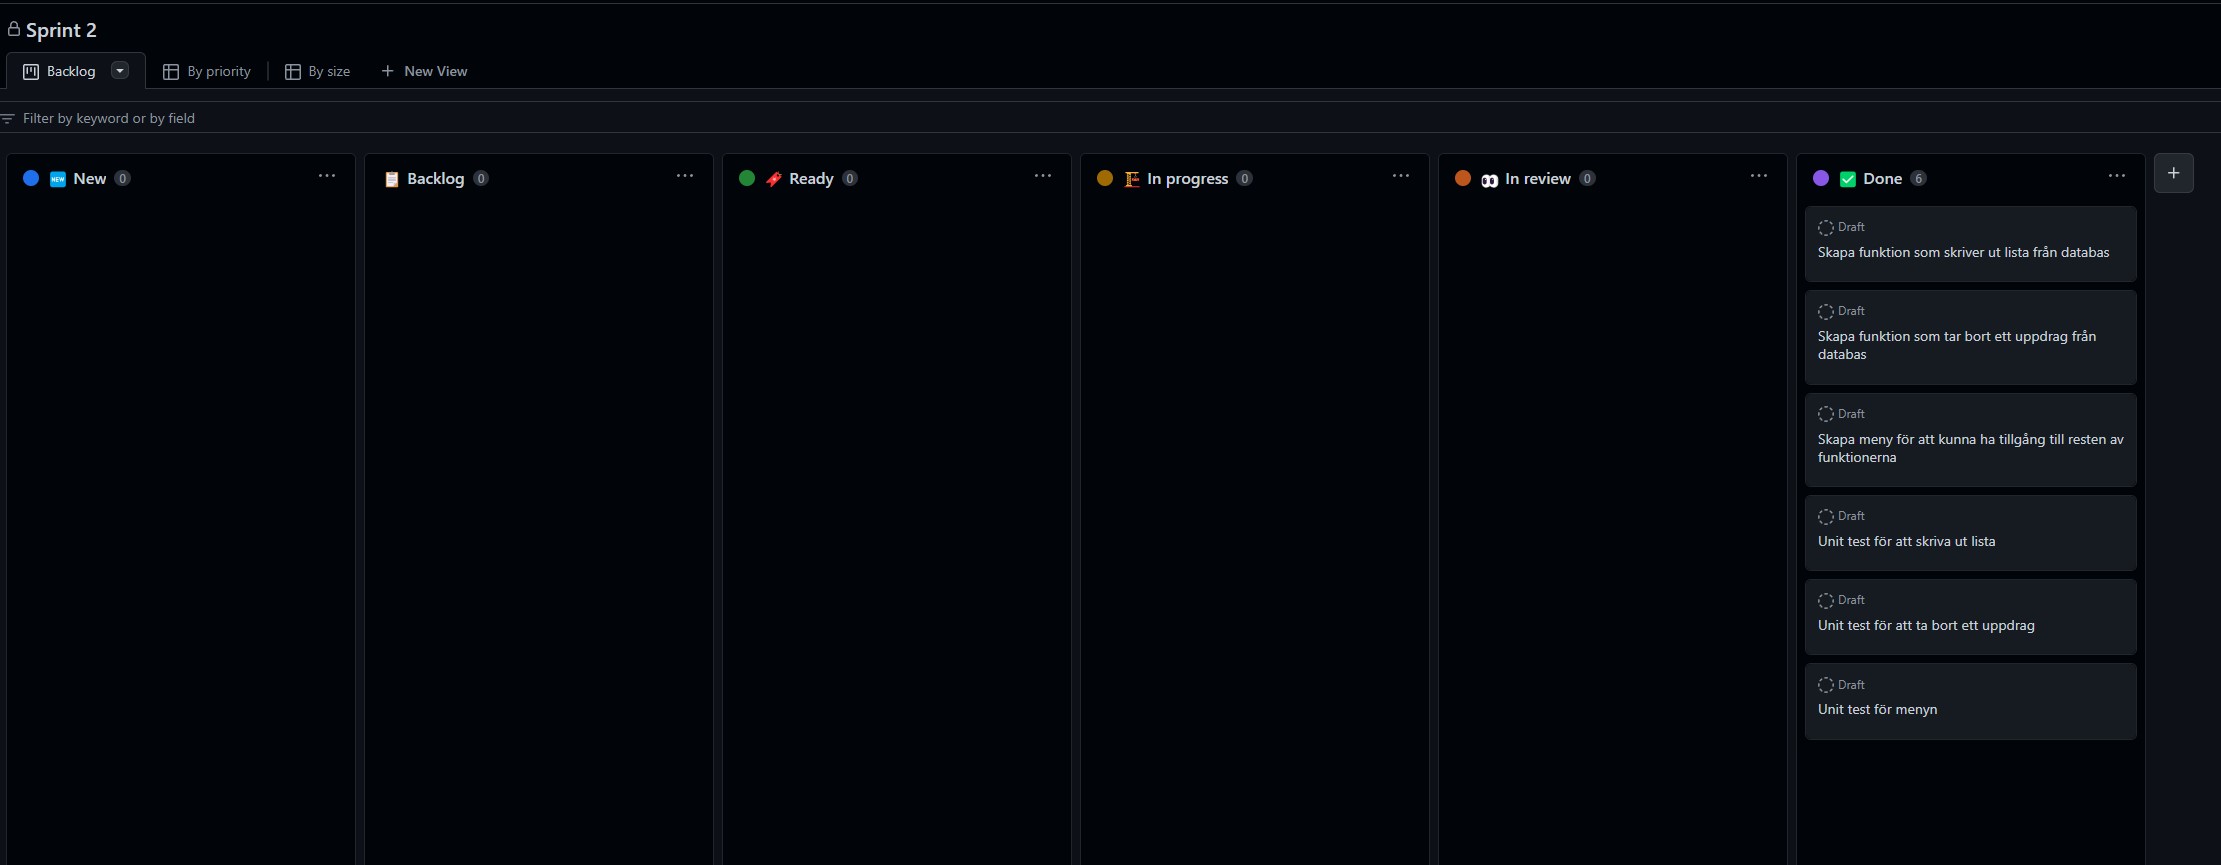 Sprint 2
Backlog
By priority
By size
New View
Filter by keyword or by field
NEW New 0
Backlog 0
Ready 0
In progress 0
In review 0
Done 6
Draft
Skapa funktion som skriver ut lista från databas
Draft
Skapa funktion som tar bort ett uppdrag från
databas
Draft
Skapa meny för att kunna ha tillgång till resten av
funktionerna
Draft
Unit test för att skriva ut lista
Draft
Unit test för att ta bort ett uppdrag
Draft
Unit test för menyn